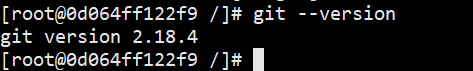 [root@0d064ff122f9 /]# git --version
git version 2.18.4
[root@0d064ff122f9 /]#